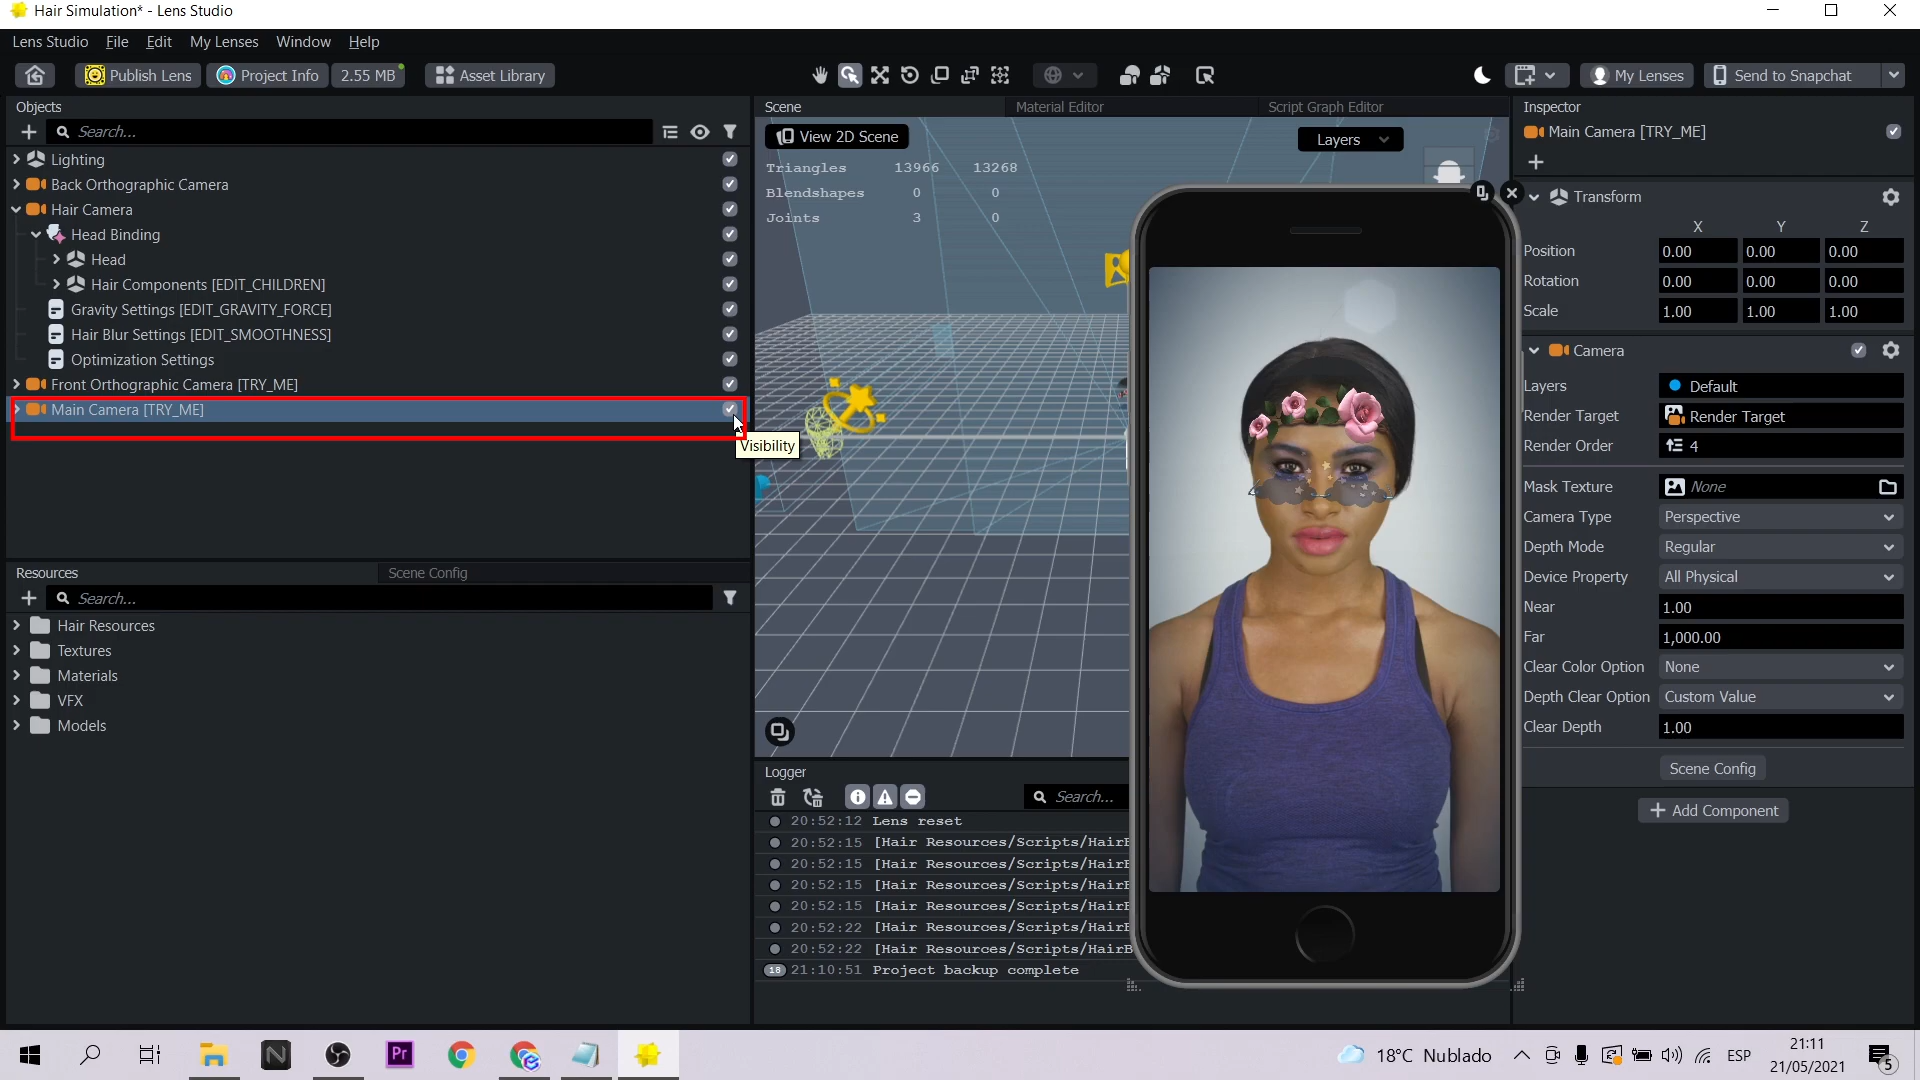 Hair Simulation* - Lens Studio
Lens Studio File Edit My Lenses Window Help
Publish Lens Project Info 2.55 MB Asset Library My Lenses Send to Snapchat
Objects
Search...
Lighting
Back Orthographic Camera
Hair Camera
Head Binding
Head
Hair Components [EDIT_CHILDREN]
Gravity Settings [EDIT_GRAVITY_FORCE]
Hair Blur Settings [EDIT_SMOOTHNESS]
Optimization Settings
Front Orthographic Camera [TRY_ME]
Main Camera [TRY_ME]
Visibility
Resources Scene Config
Search...
Hair Resources
Textures
Materials
VFX
Models
Scene Material Editor Script Graph Editor
View 2D Scene Layers
Triangles 13966 13268
Blendshapes 0 0
Joints 3 0
Logger
Search...
20:52:12 Lens reset
20:52:15 [Hair Resources/Scripts/HairB
20:52:15 [Hair Resources/Scripts/HairB
20:52:15 [Hair Resources/Scripts/HairB
20:52:15 [Hair Resources/Scripts/HairB
20:52:22 [Hair Resources/Scripts/HairB
20:52:22 [Hair Resources/Scripts/HairB
18 21:10:51 Project backup complete
Inspector
Main Camera [TRY_ME]
Transform
X Y Z
Position 0.00 0.00 0.00
Rotation 0.00 0.00 0.00
Scale 1.00 1.00 1.00
Camera
Layers Default
Render Target Render Target
Render Order 4
Mask Texture None
Camera Type Perspective
Depth Mode Regular
Device Property All Physical
Near 1.00
Far 1,000.00
Clear Color Option None
Depth Clear Option Custom Value
Clear Depth 1.00
Scene Config
Add Component
N Pr 18°C Nublado ESP 21:11
21/05/2021 5